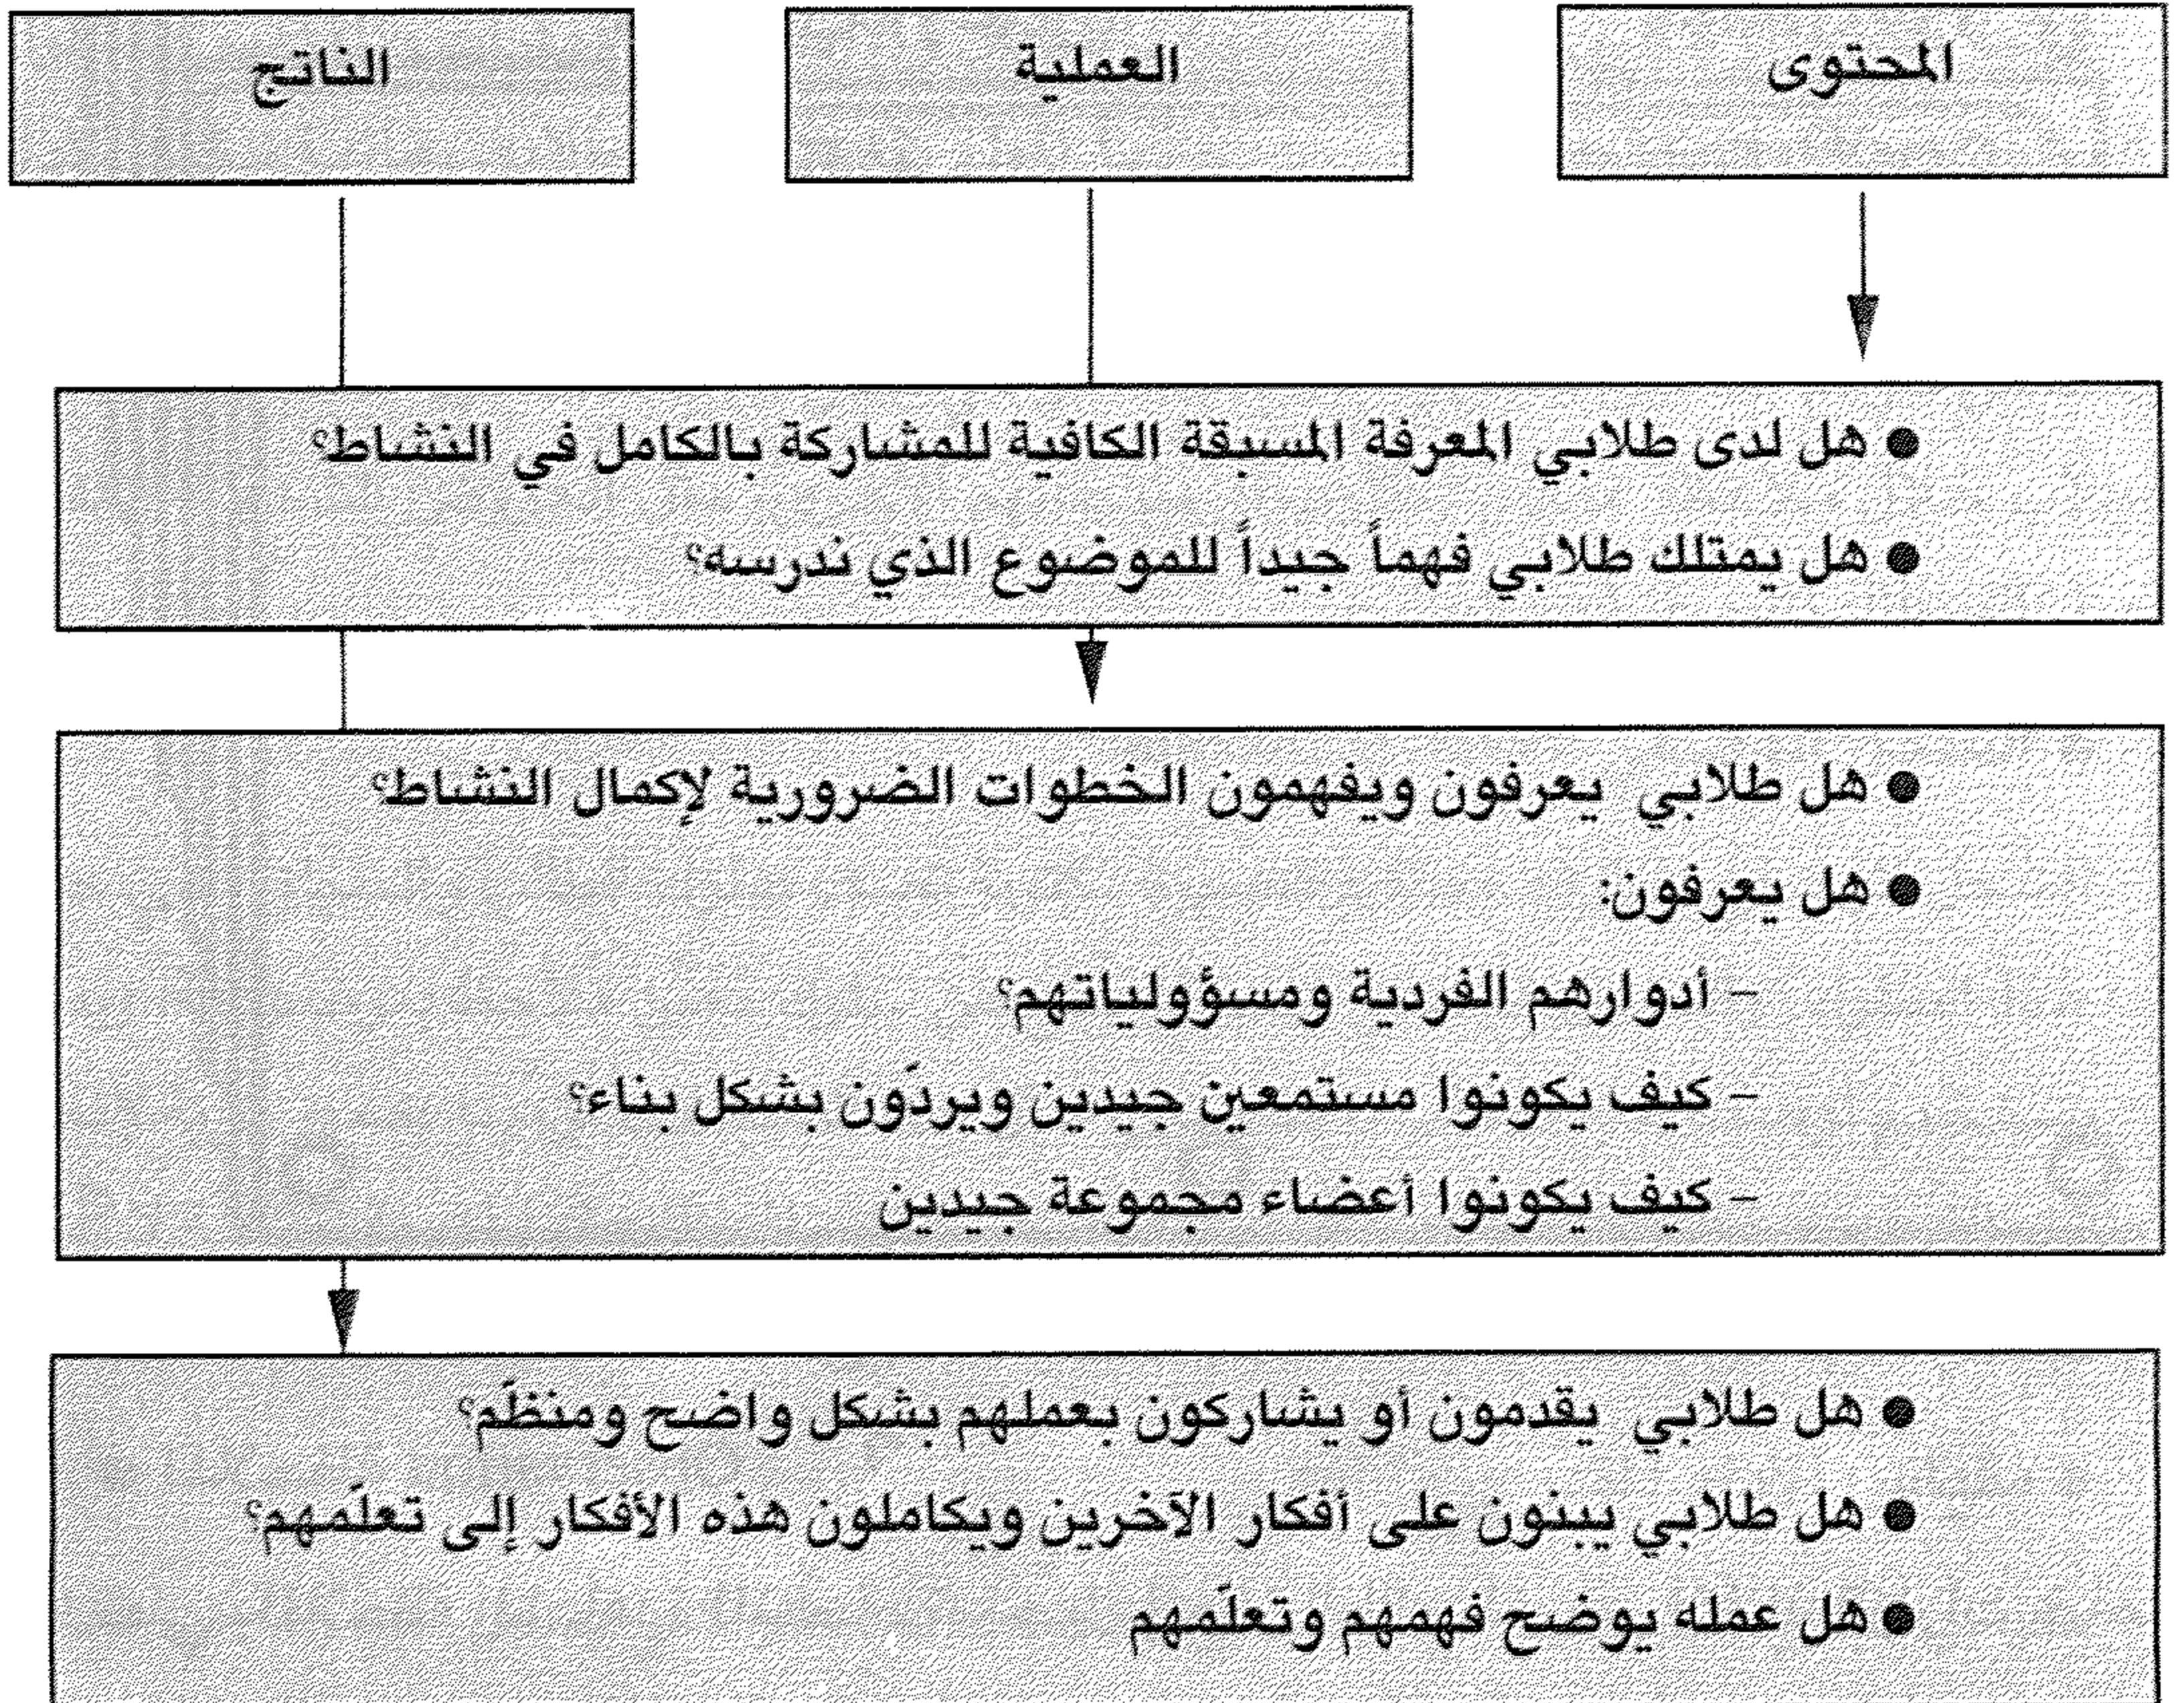 المحتوى
العملية
الناتج
● هل لدى طلابي المعرفة المسبقة الكافية للمشاركة بالكامل في النشاط؟
● هل يمتلك طلابي فهماً جيداً للموضوع الذي ندرسه؟
● هل طلابي يعرفون ويفهمون الخطوات الضرورية لإكمال النشاط؟
● هل يعرفون:
– أدوارهم الفردية ومسؤولياتهم؟
– كيف يكونوا مستمعين جيدين ويردّون بشكل بناء؟
– كيف يكونوا أعضاء مجموعة جيدين
● هل طلابي يقدمون أو يشاركون بعملهم بشكل واضح ومنظّم؟
● هل طلابي يبنون على أفكار الآخرين ويكاملون هذه الأفكار إلى تعلّمهم؟
● هل عمله يوضح فهمهم وتعلّمهم